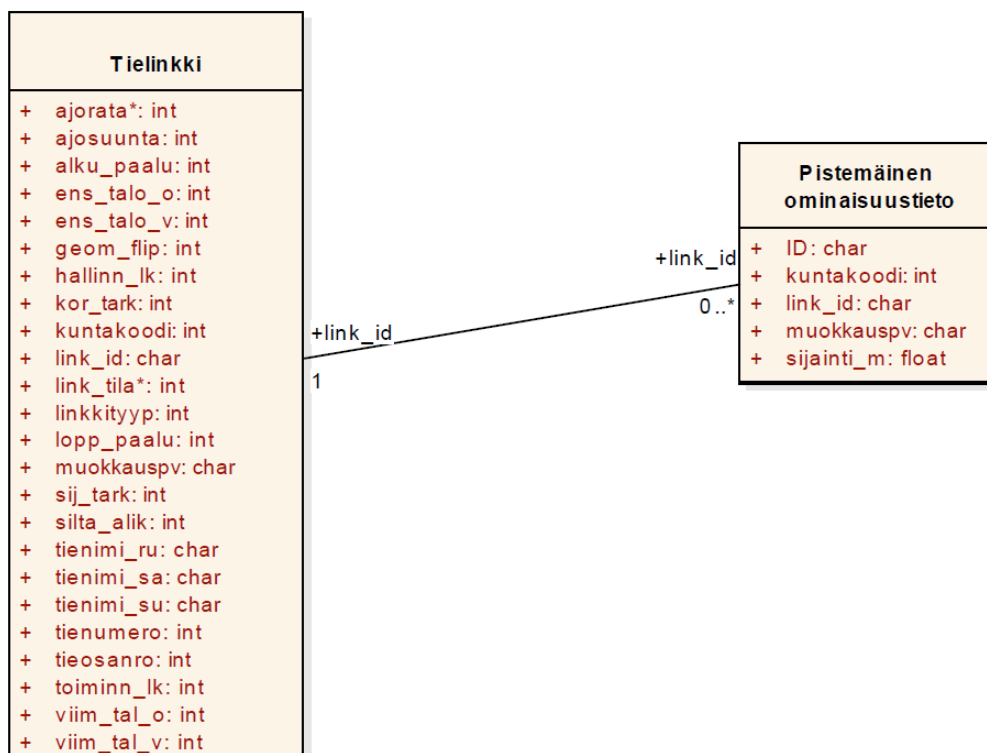 Tielinkki
+ ajorata*: int
+ ajosuunta: int
+ alku_paalu: int
+ ens_talo_o: int
+ ens_talo_v: int
+ geom_flip: int
+ hallinn_lk: int
+ kor_tark: int
+ kuntakoodi: int
+ link_id: char
+ link_tila*: int
+ linkkityyp: int
+ lopp_paalu: int
+ muokkauspv: char
+ sij_tark: int
+ silta_alik: int
+ tienimi_ru: char
+ tienimi_sa: char
+ tienimi_su: char
+ tienumero: int
+ tieosanro: int
+ toiminn_lk: int
+ viim_tal_o: int
+ viim_tal_v: int
+link_id
1
+link_id
0..*
Pistemäinen
ominaisuustieto
+ ID: char
+ kuntakoodi: int
+ link_id: char
+ muokkauspv: char
+ sijainti_m: float